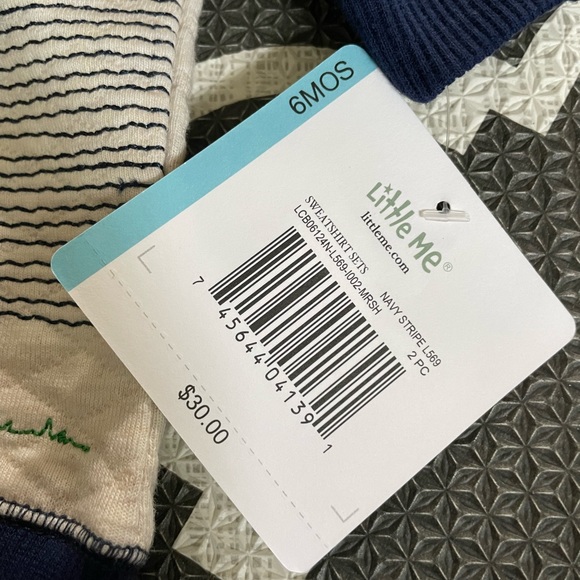 6MOS
Little Me®
littleme.com
SWEATSHIRT SETS
NAVY STRIPE L569
LCB06124N-L569-I002-MRSH
2 PC
7 45644 04139 1
$30.00